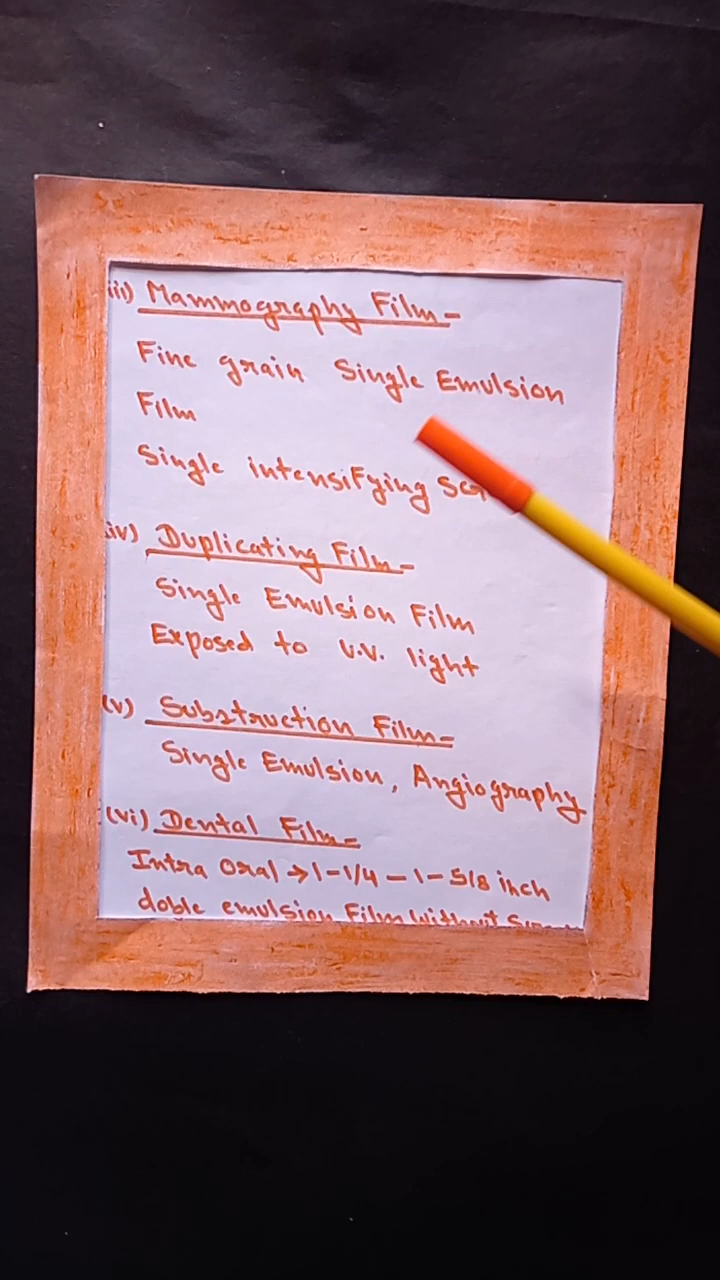 iii) Mammography Film-
Fine grain Single Emulsion
Film
Single intensifying
iv) Duplicating Film-
Single Emulsion Film
Exposed to U.V. light
(v) Substruction Film-
Single Emulsion, Angiography
(vi) Dental Film-
Intra Oral → 1-1/4 - 1-5/8 inch
doble emulsion Film Without